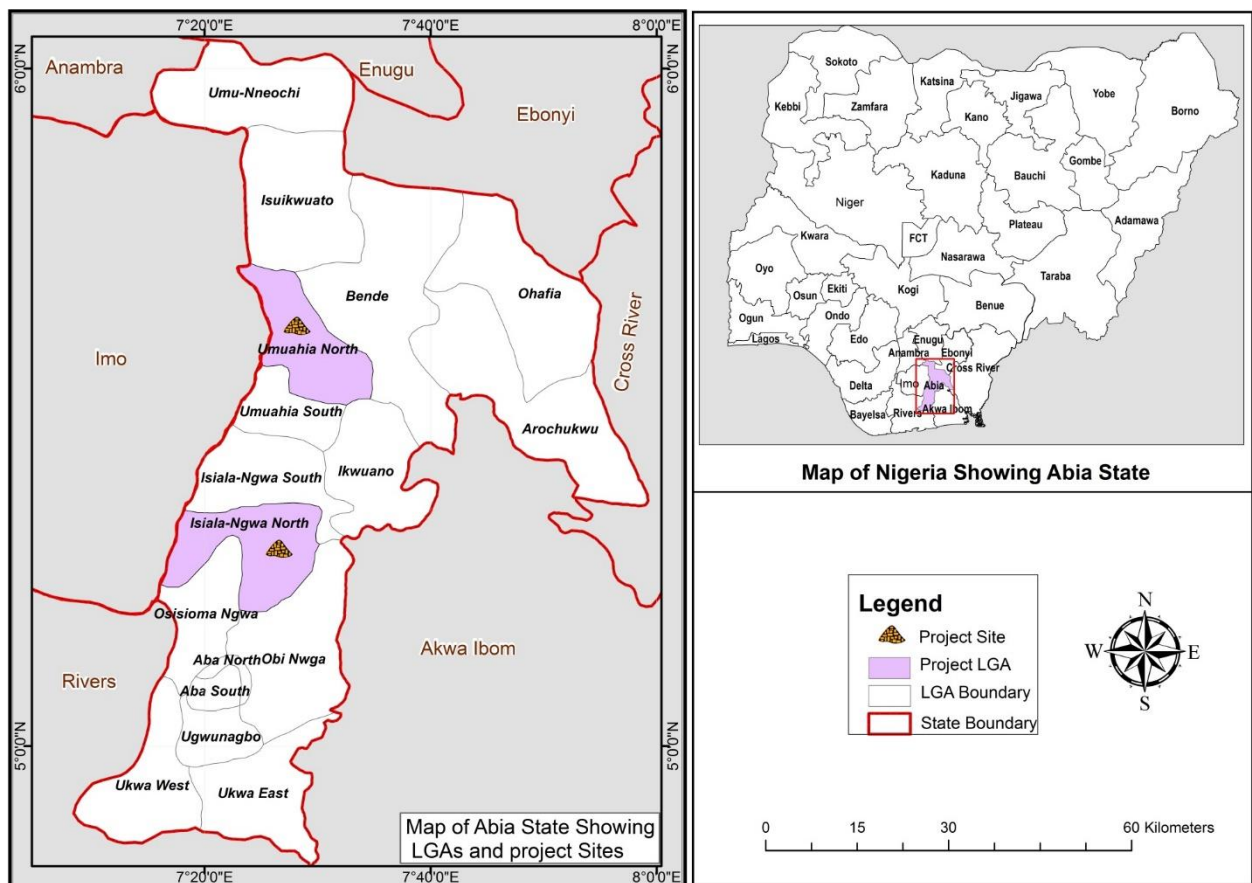 7°20'0"E
7°40'0"E
8°0'0"E
6°0'0"N
6°0'0"N
Anambra
Enugu
Umu-Nneochi
Ebonyi
Isuikwuato
Bende
Ohafia
Cross River
Imo
Umuahia North
Umuahia South
Arochukwu
Ikwuano
Isiala-Ngwa South
Isiala-Ngwa North
Osisioma Ngwa
Akwa Ibom
Aba North
Obi Nwga
Rivers
Aba South
Ugwunagbo
5°0'0"N
5°0'0"N
Ukwa West
Ukwa East
Map of Abia State Showing
LGAs and project Sites
7°20'0"E
7°40'0"E
8°0'0"E
Sokoto
Katsina
Jigawa
Yobe
Borno
Kebbi
Zamfara
Kano
Gombe
Kaduna
Bauchi
Niger
Adamawa
Plateau
Kwara
FCT
Nasarawa
Oyo
Taraba
Kogi
Ekiti
Osun
Benue
Ondo
Ogun
Lagos
Edo
Enugu
Anambra
Ebonyi
Cross River
Delta
Imo
Abia
Bayelsa
Rivers
Akwa Ibom
Map of Nigeria Showing Abia State
Legend
Project Site
Project LGA
LGA Boundary
State Boundary
N
W
E
S
0
15
30
60 Kilometers